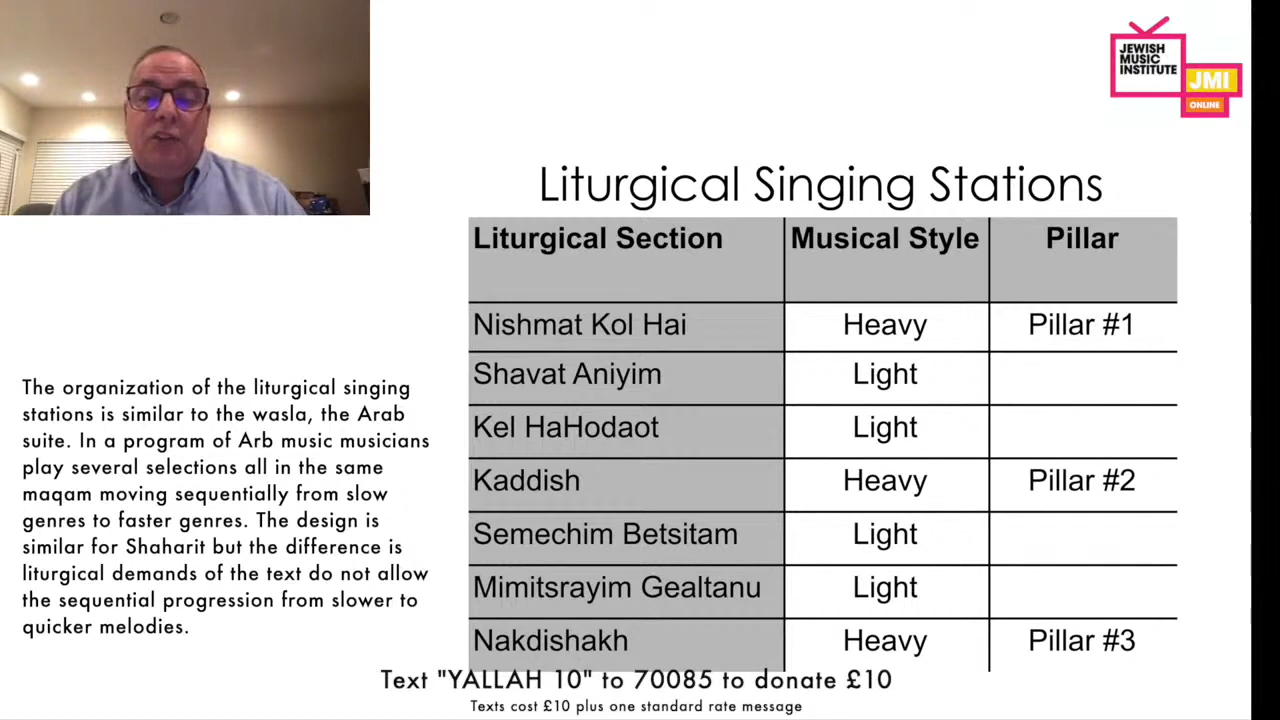 JEWISH
MUSIC
INSTITUTE
JMI
ONLINE
Liturgical Singing Stations
Liturgical Section Musical Style Pillar
Nishmat Kol Hai Heavy Pillar #1
Shavat Aniyim Light
Kel HaHodaot Light
Kaddish Heavy Pillar #2
Semechim Betsitam Light
Mimitsrayim Gealtanu Light
Nakdishakh Heavy Pillar #3
The organization of the liturgical singing
stations is similar to the wasla, the Arab
suite. In a program of Arb music musicians
play several selections all in the same
maqam moving sequentially from slow
genres to faster genres. The design is
similar for Shaharit but the difference is
liturgical demands of the text do not allow
the sequential progression from slower to
quicker melodies.
Text "YALLAH 10" to 70085 to donate £10
Texts cost £10 plus one standard rate message